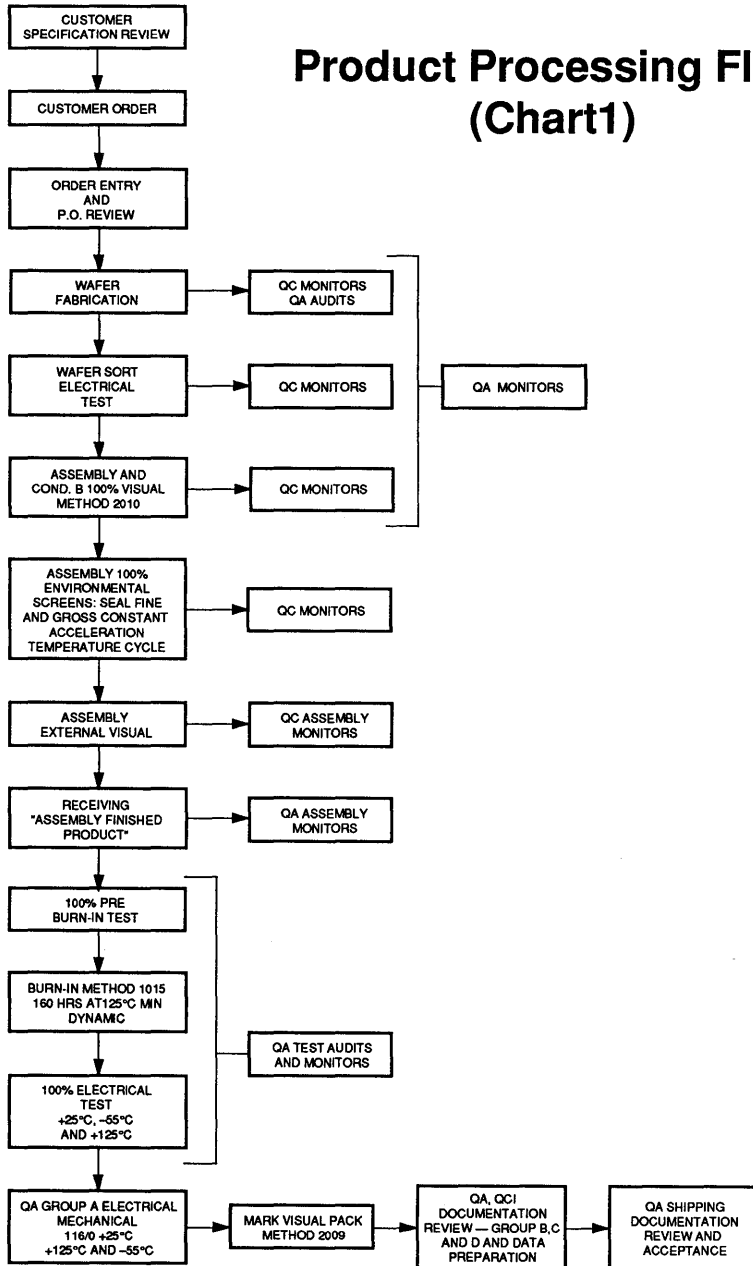 CUSTOMER
SPECIFICATION REVIEW
Product Processing Fl
(Chart1)
CUSTOMER ORDER
ORDER ENTRY
AND
P.O. REVIEW
WAFER
FABRICATION
QC MONITORS
QA AUDITS
WAFER SORT
ELECTRICAL
TEST
QC MONITORS
QA MONITORS
ASSEMBLY AND
COND. B 100% VISUAL
METHOD 2010
QC MONITORS
ASSEMBLY 100%
ENVIRONMENTAL
SCREENS: SEAL FINE
AND GROSS CONSTANT
ACCELERATION
TEMPERATURE CYCLE
QC MONITORS
ASSEMBLY
EXTERNAL VISUAL
QC ASSEMBLY
MONITORS
RECEIVING
"ASSEMBLY FINISHED
PRODUCT"
QA ASSEMBLY
MONITORS
100% PRE
BURN-IN TEST
BURN-IN METHOD 1015
160 HRS AT125°C MIN
DYNAMIC
QA TEST AUDITS
AND MONITORS
100% ELECTRICAL
TEST
+25°C, –55°C
AND +125°C
QA GROUP A ELECTRICAL
MECHANICAL
116/0 +25°C
+125°C AND –55°C
MARK VISUAL PACK
METHOD 2009
QA, QCI
DOCUMENTATION
REVIEW — GROUP B,C
AND D AND DATA
PREPARATION
QA SHIPPING
DOCUMENTATION
REVIEW AND
ACCEPTANCE